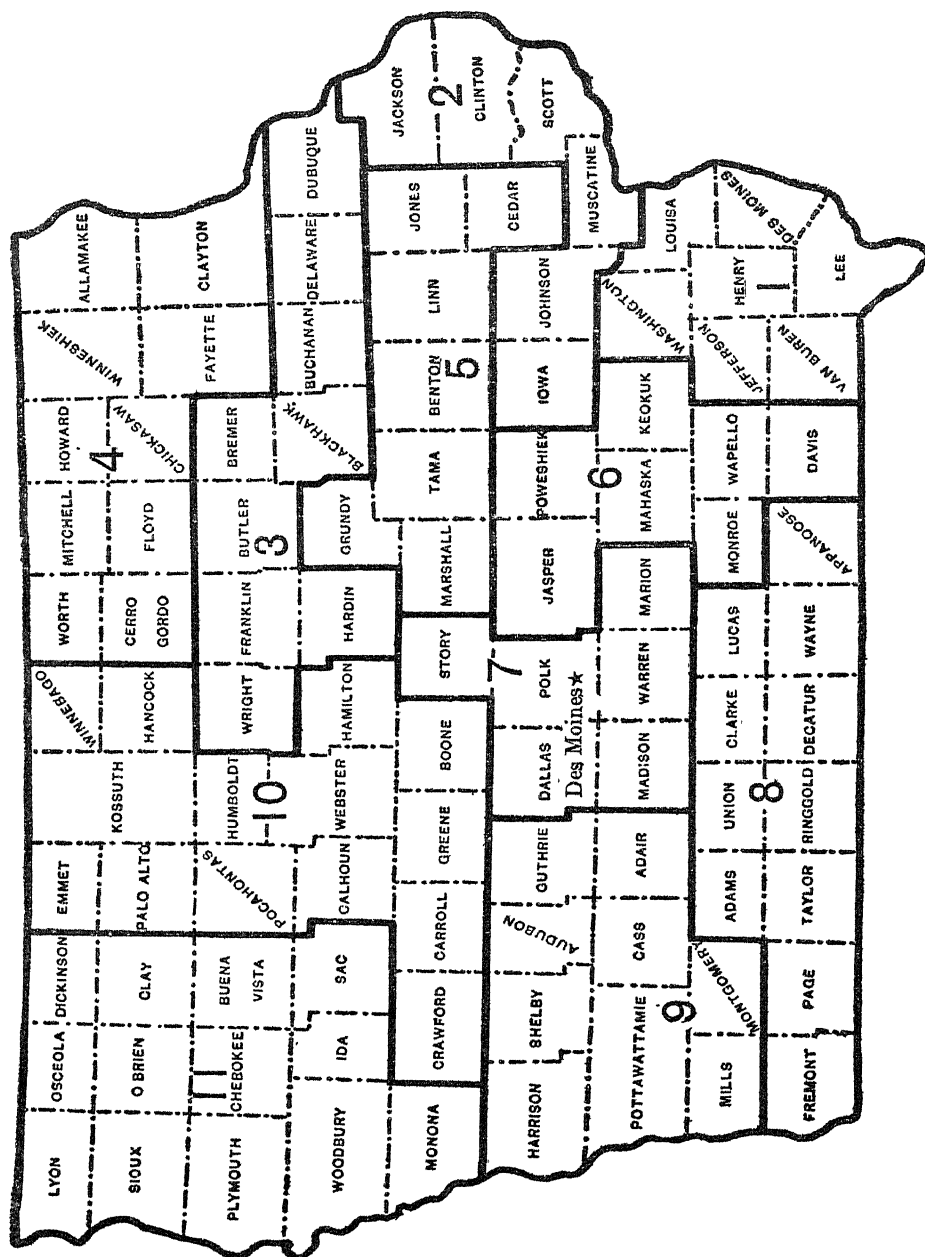 LYON
OSCEOLA
DICKINSON
EMMET
KOSSUTH
WINNEBAGO
WORTH
MITCHELL
HOWARD
WINNESHIEK
ALLAMAKEE
SIOUX
O BRIEN
CLAY
PALO ALTO
HANCOCK
CERRO
GORDO
FLOYD
4
CHICKASAW
FAYETTE
CLAYTON
PLYMOUTH
11
CHEROKEE
BUENA
VISTA
POCAHONTAS
HUMBOLDT
10
WRIGHT
FRANKLIN
BUTLER
3
BREMER
WOODBURY
IDA
SAC
CALHOUN
WEBSTER
HAMILTON
HARDIN
GRUNDY
BLACKHAWK
BUCHANAN
DELAWARE
DUBUQUE
MONONA
CRAWFORD
CARROLL
GREENE
BOONE
STORY
MARSHALL
TAMA
BENTON
5
LINN
JONES
JACKSON
2
CLINTON
HARRISON
SHELBY
AUDUBON
GUTHRIE
DALLAS
7
POLK
Des Moines★
JASPER
POWESHIEK
IOWA
JOHNSON
CEDAR
SCOTT
MUSCATINE
POTTAWATTAMIE
CASS
ADAIR
MADISON
WARREN
MARION
MAHASKA
6
KEOKUK
WASHINGTON
LOUISA
9
MILLS
MONTGOMERY
ADAMS
UNION
CLARKE
LUCAS
MONROE
WAPELLO
JEFFERSON
HENRY
1
DES MOINES
FREMONT
PAGE
TAYLOR
8
RINGGOLD
DECATUR
WAYNE
APPANOOSE
DAVIS
VAN BUREN
LEE